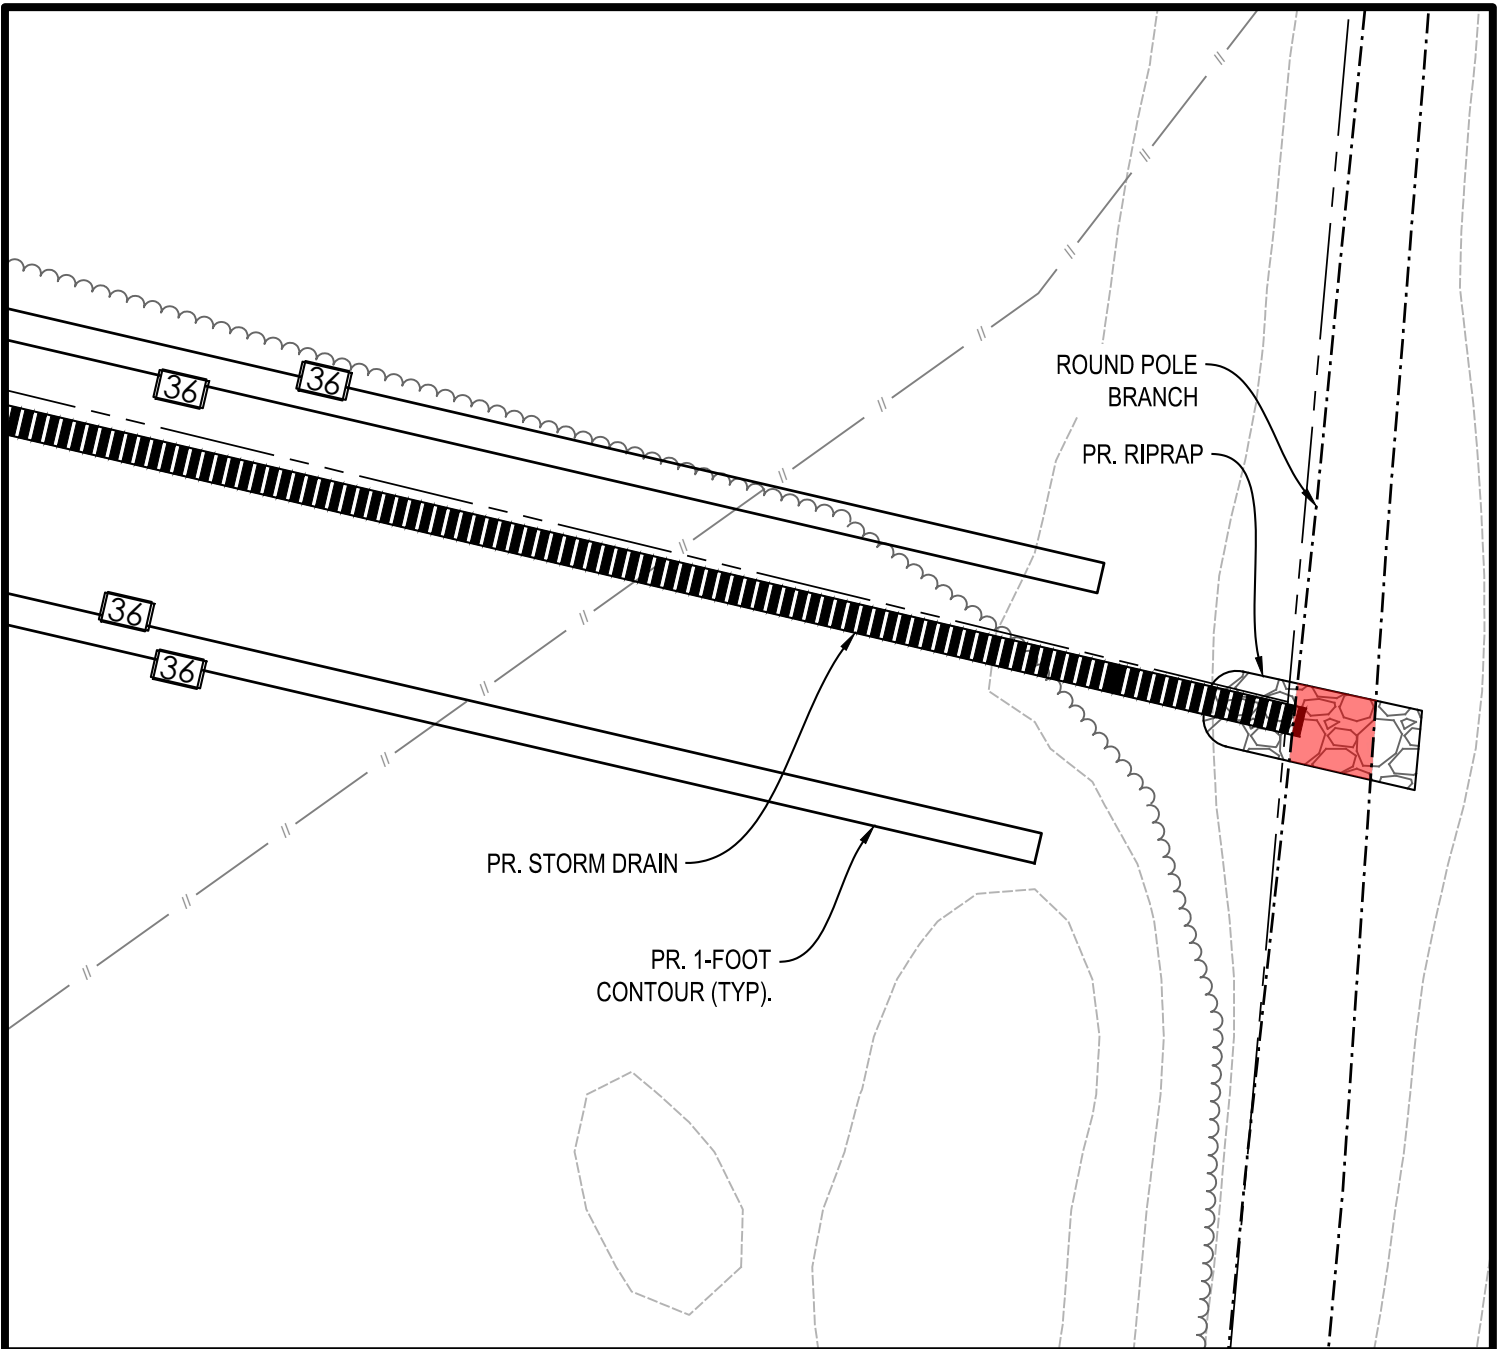 ROUND POLE
BRANCH
PR. RIPRAP
36
36
36
36
PR. STORM DRAIN
PR. 1-FOOT
CONTOUR (TYP).